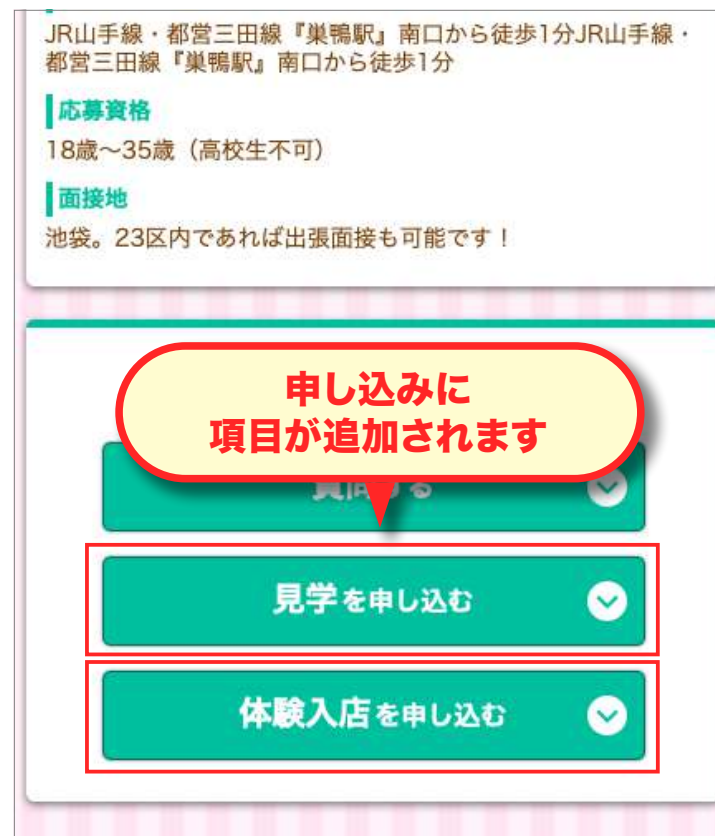 JR山手線・都営三田線『巣鴨駅』南口から徒歩1分JR山手線・
都営三田線『巣鴨駅』南口から徒歩1分
応募資格
18歳〜35歳（高校生不可）
面接地
池袋。23区内であれば出張面接も可能です！
申し込みに
項目が追加されます
見学を申し込む
体験入店を申し込む